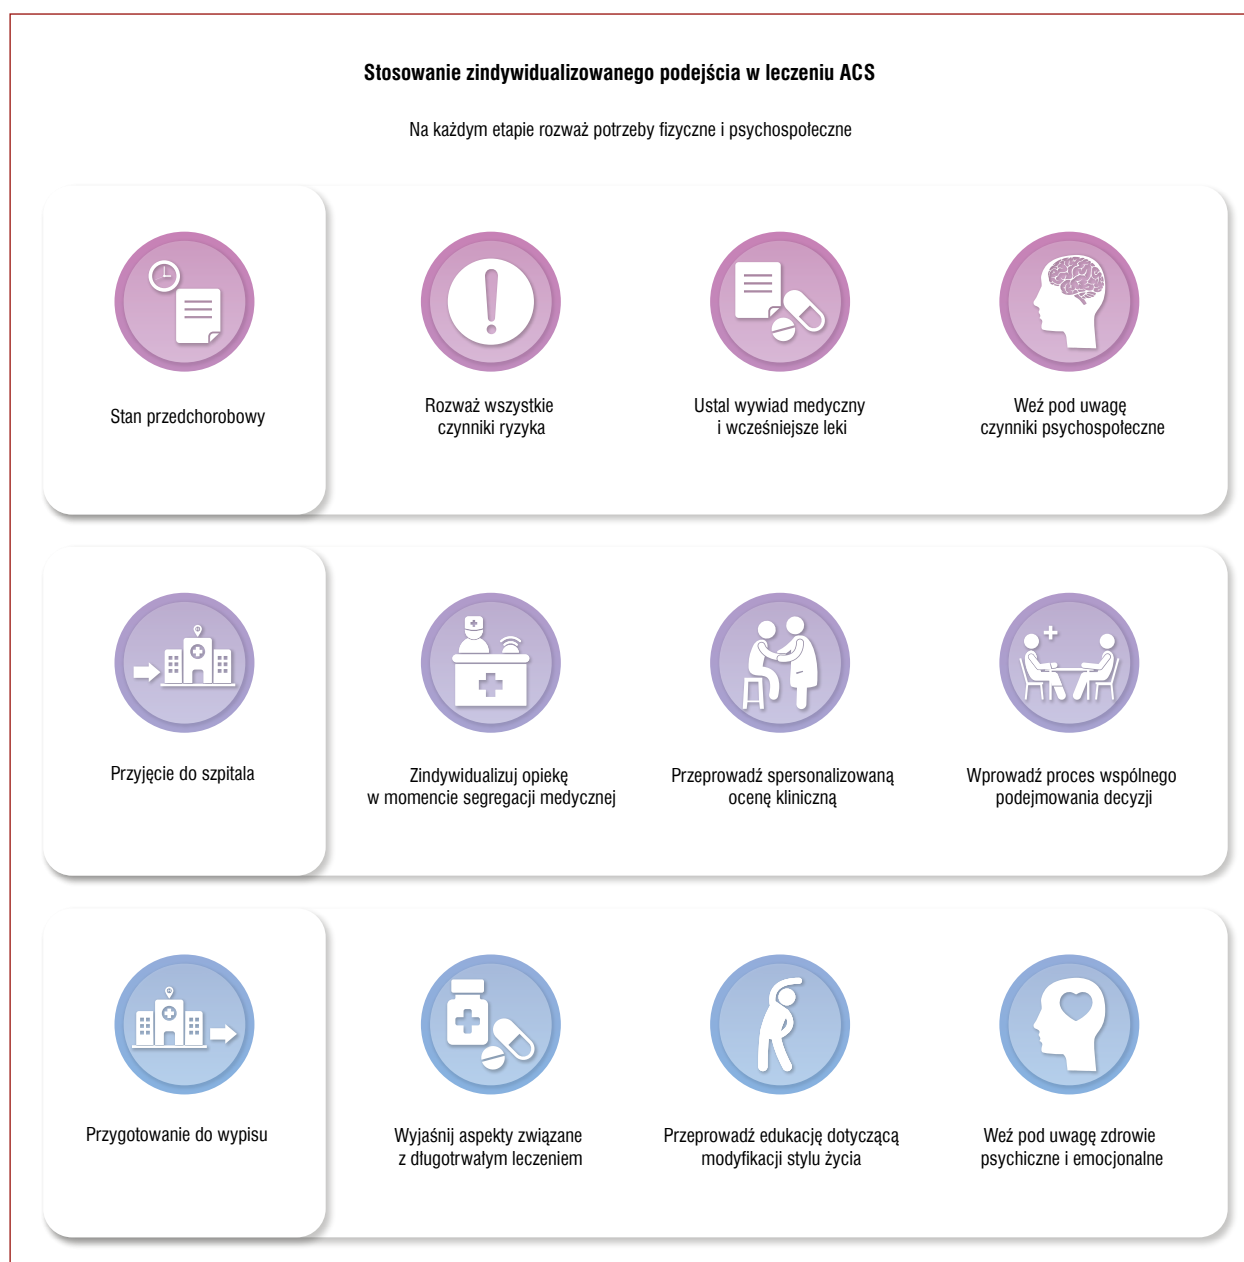 Stosowanie zindywidualizowanego podejścia w leczeniu ACS
Na każdym etapie rozważ potrzeby fizyczne i psychospołeczne
Stan przedchorobowy
Rozważ wszystkie
czynniki ryzyka
Ustal wywiad medyczny
i wcześniejsze leki
Weź pod uwagę
czynniki psychospołeczne
Przyjęcie do szpitala
Zindywidualizuj opiekę
w momencie segregacji medycznej
Przeprowadź spersonalizowaną
ocenę kliniczną
Wprowadź proces wspólnego
podejmowania decyzji
Przygotowanie do wypisu
Wyjaśnij aspekty związane
z długotrwałym leczeniem
Przeprowadź edukację dotyczącą
modyfikacji stylu życia
Weź pod uwagę zdrowie
psychiczne i emocjonalne